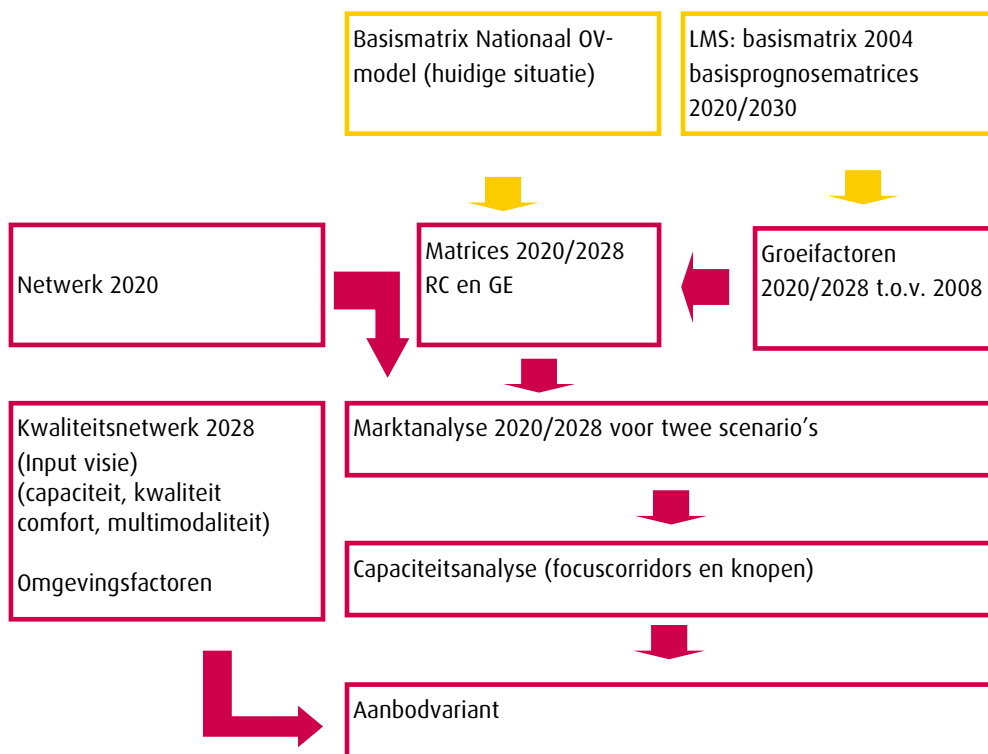 Basismatrix Nationaal OV-
model (huidige situatie)
LMS: basismatrix 2004
basisprognosematrices
2020/2030
Netwerk 2020
Matrices 2020/2028
RC en GE
Groeifactoren
2020/2028 t.o.v. 2008
Kwaliteitsnetwerk 2028
(Input visie)
(capaciteit, kwaliteit
comfort, multimodaliteit)
Omgevingsfactoren
Marktanalyse 2020/2028 voor twee scenario’s
Capaciteitsanalyse (focuscorridors en knopen)
Aanbodvariant